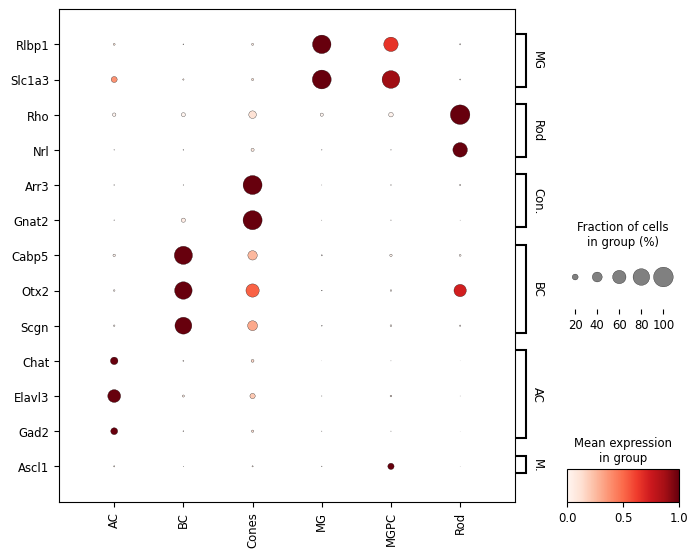 Rlbp1
Slc1a3
Rho
Nrl
Arr3
Gnat2
Cabp5
Otx2
Scgn
Chat
Elavl3
Gad2
Ascl1
AC
BC
Cones
MG
MGPC
Rod
MG
Rod
Con.
BC
AC
M.
Fraction of cells
in group (%)
20 40 60 80 100
Mean expression
in group
0.0 0.5 1.0